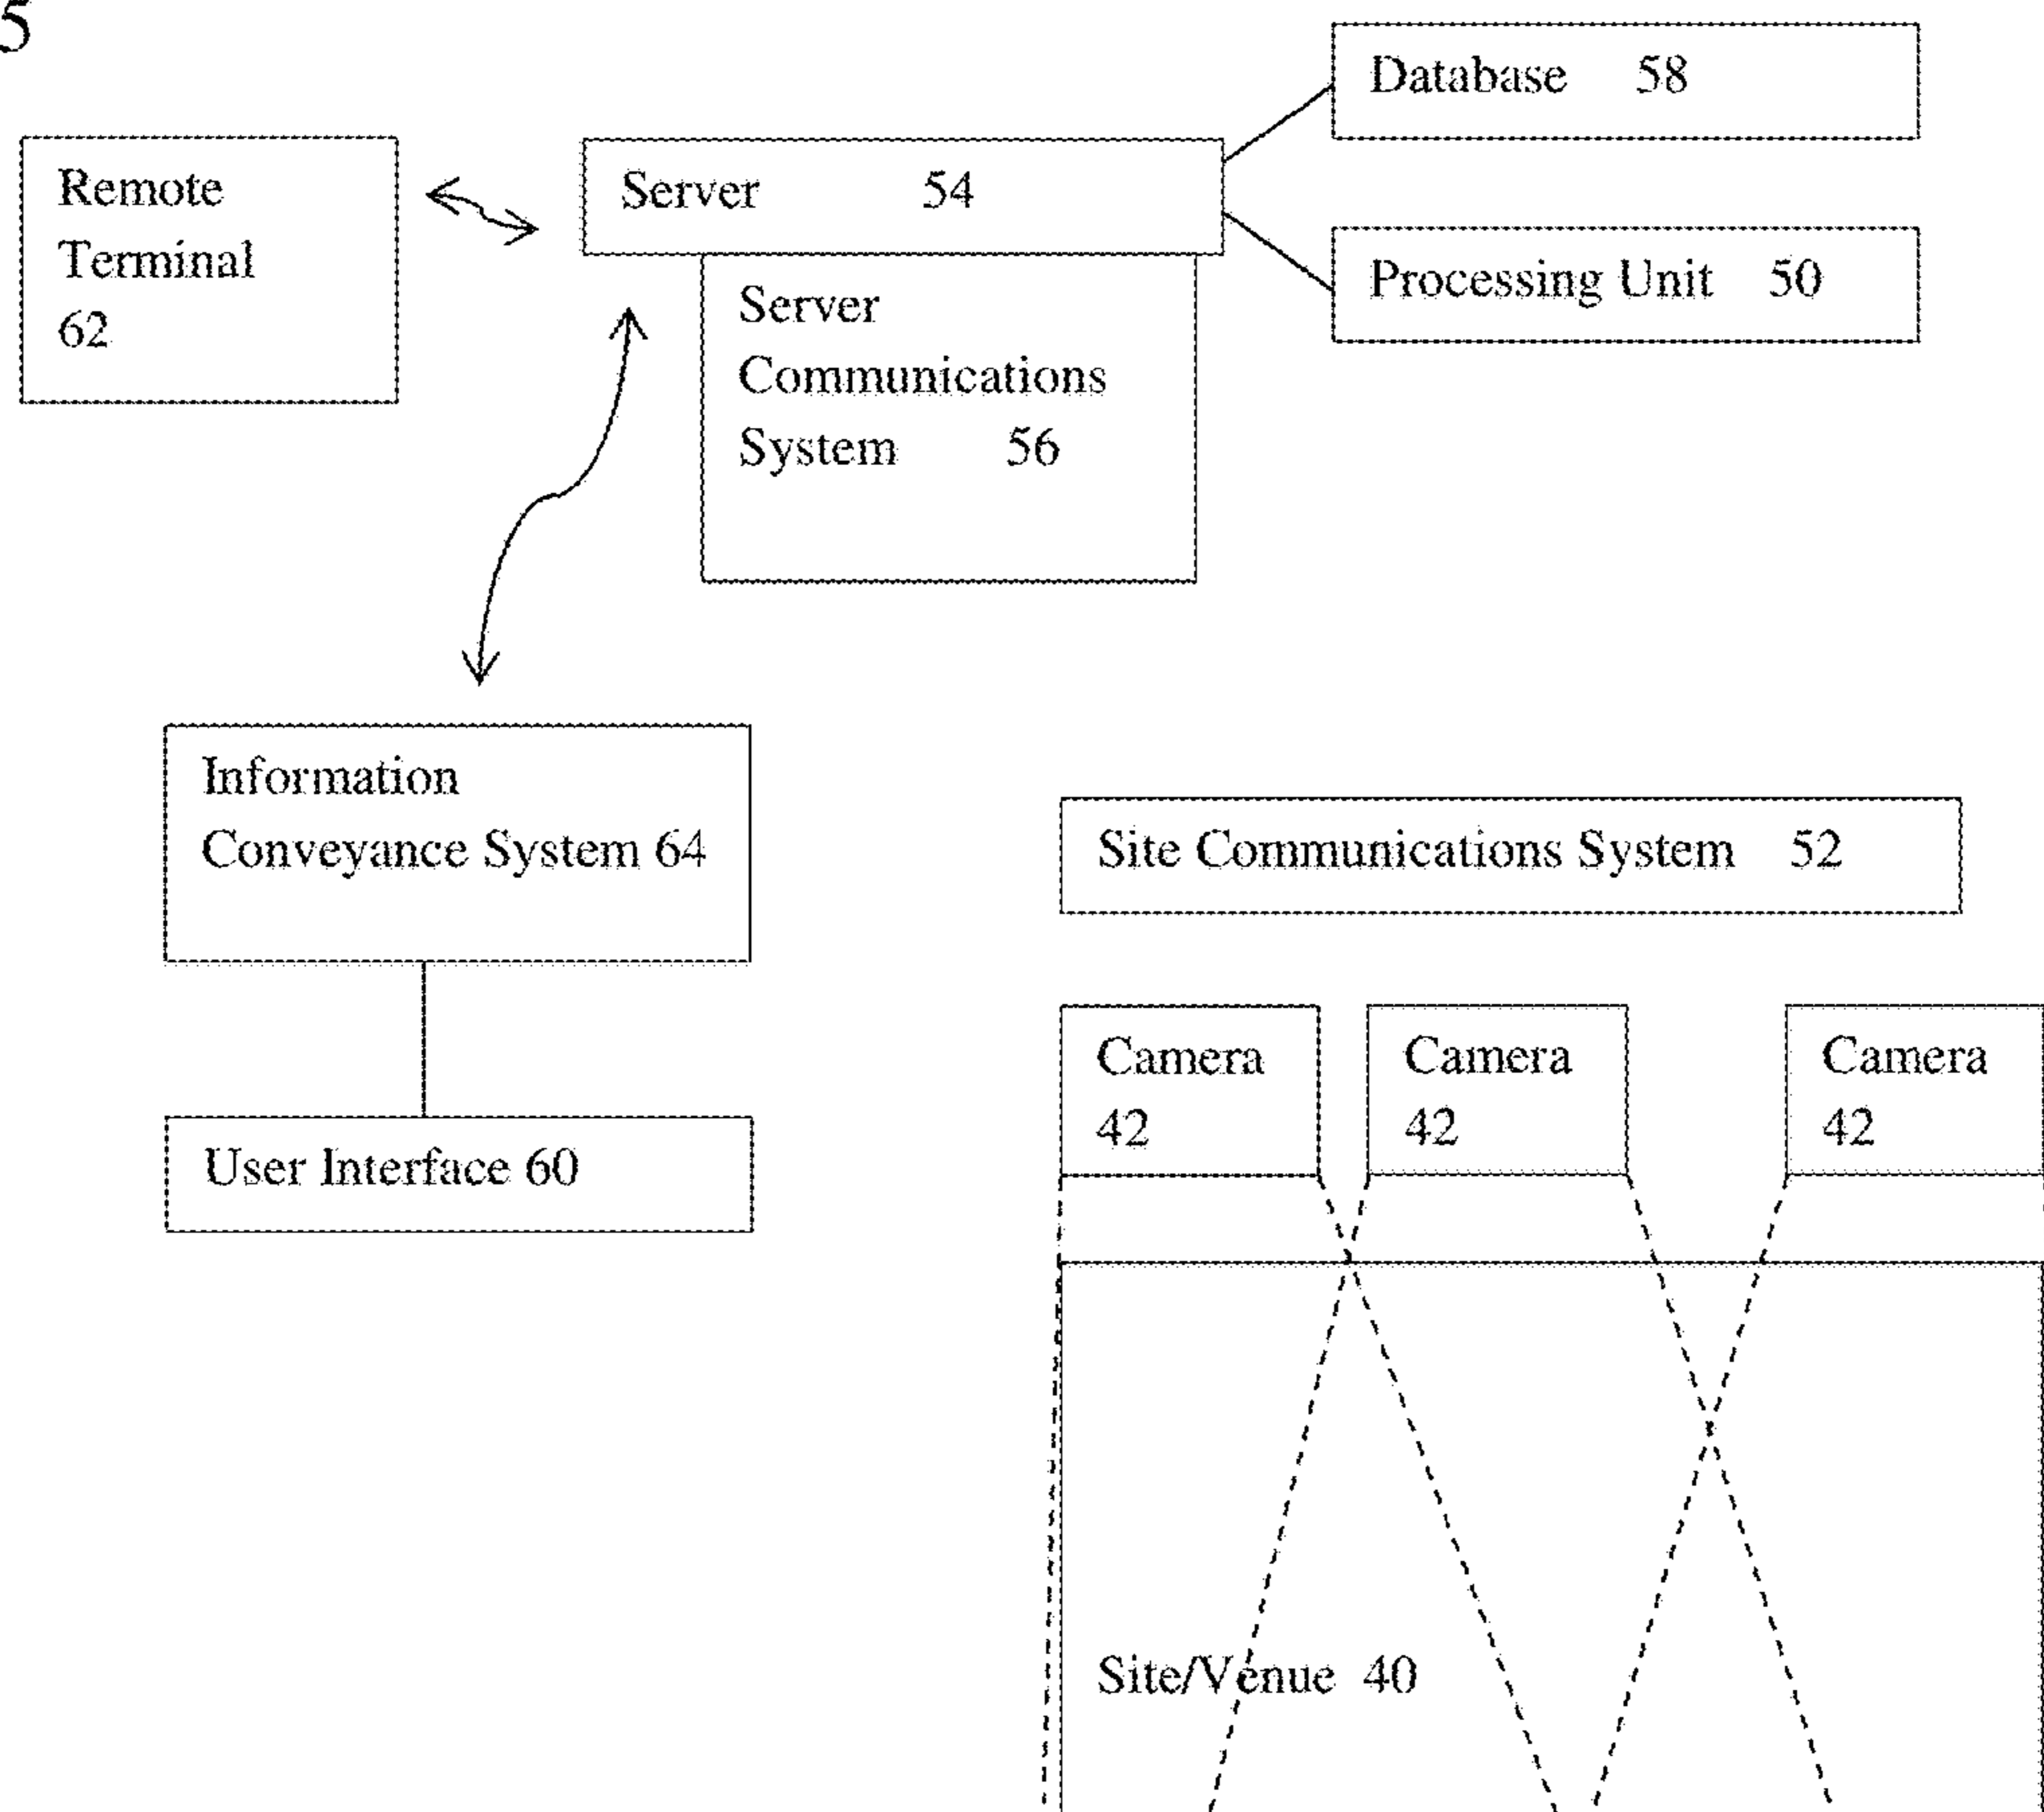 5
Database 58
Remote
Terminal
62
Server 54
Processing Unit 50
Server
Communications
System 56
Information
Conveyance System 64
Site Communications System 52
Camera
42
Camera
42
Camera
42
User Interface 60
Site/Venue 40